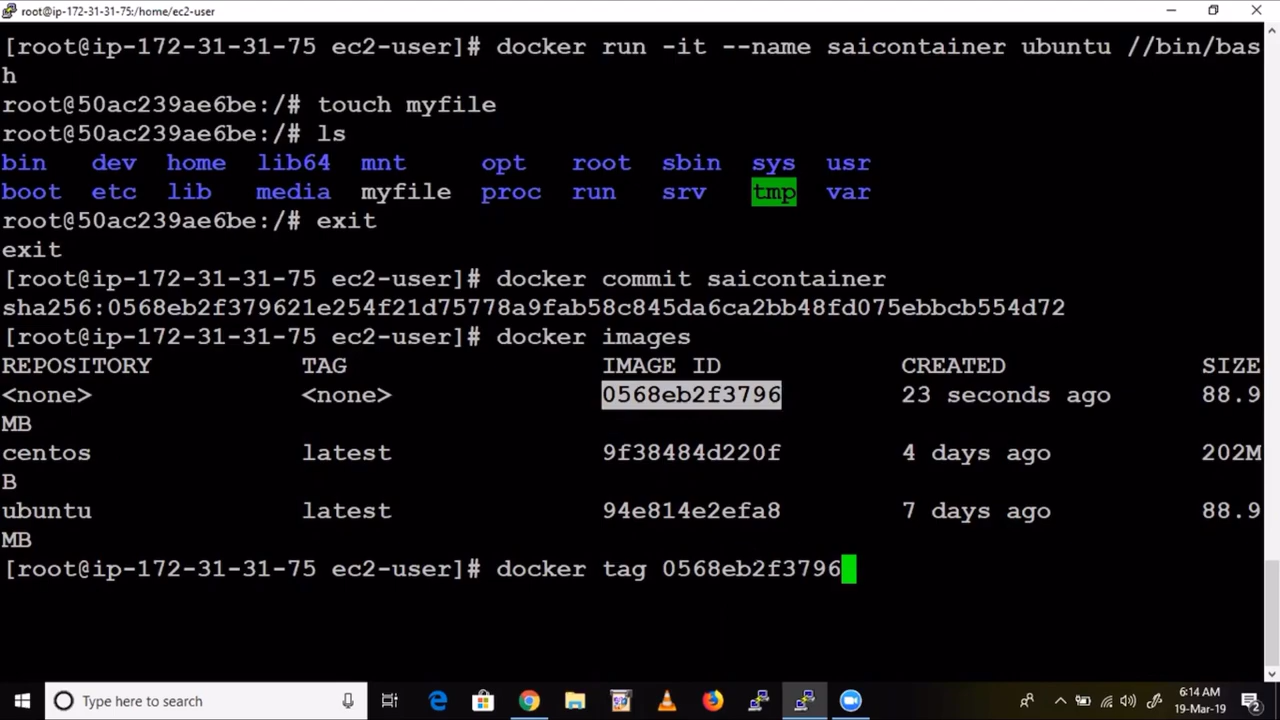 root@ip-172-31-31-75:/home/ec2-user
[root@ip-172-31-31-75 ec2-user]# docker run -it --name saicontainer ubuntu //bin/bas
h
root@50ac239ae6be:/# touch myfile
root@50ac239ae6be:/# ls
bin dev home lib64 mnt opt root sbin sys usr
boot etc lib media myfile proc run srv tmp var
root@50ac239ae6be:/# exit
exit
[root@ip-172-31-31-75 ec2-user]# docker commit saicontainer
sha256:0568eb2f379621e254f21d75778a9fab58c845da6ca2bb48fd075ebbcb554d72
[root@ip-172-31-31-75 ec2-user]# docker images
REPOSITORY TAG IMAGE ID CREATED SIZE
<none> <none> 0568eb2f3796 23 seconds ago 88.9
MB
centos latest 9f38484d220f 4 days ago 202M
B
ubuntu latest 94e814e2efa8 7 days ago 88.9
MB
[root@ip-172-31-31-75 ec2-user]# docker tag 0568eb2f3796
Type here to search
6:14 AM
19-Mar-19
2